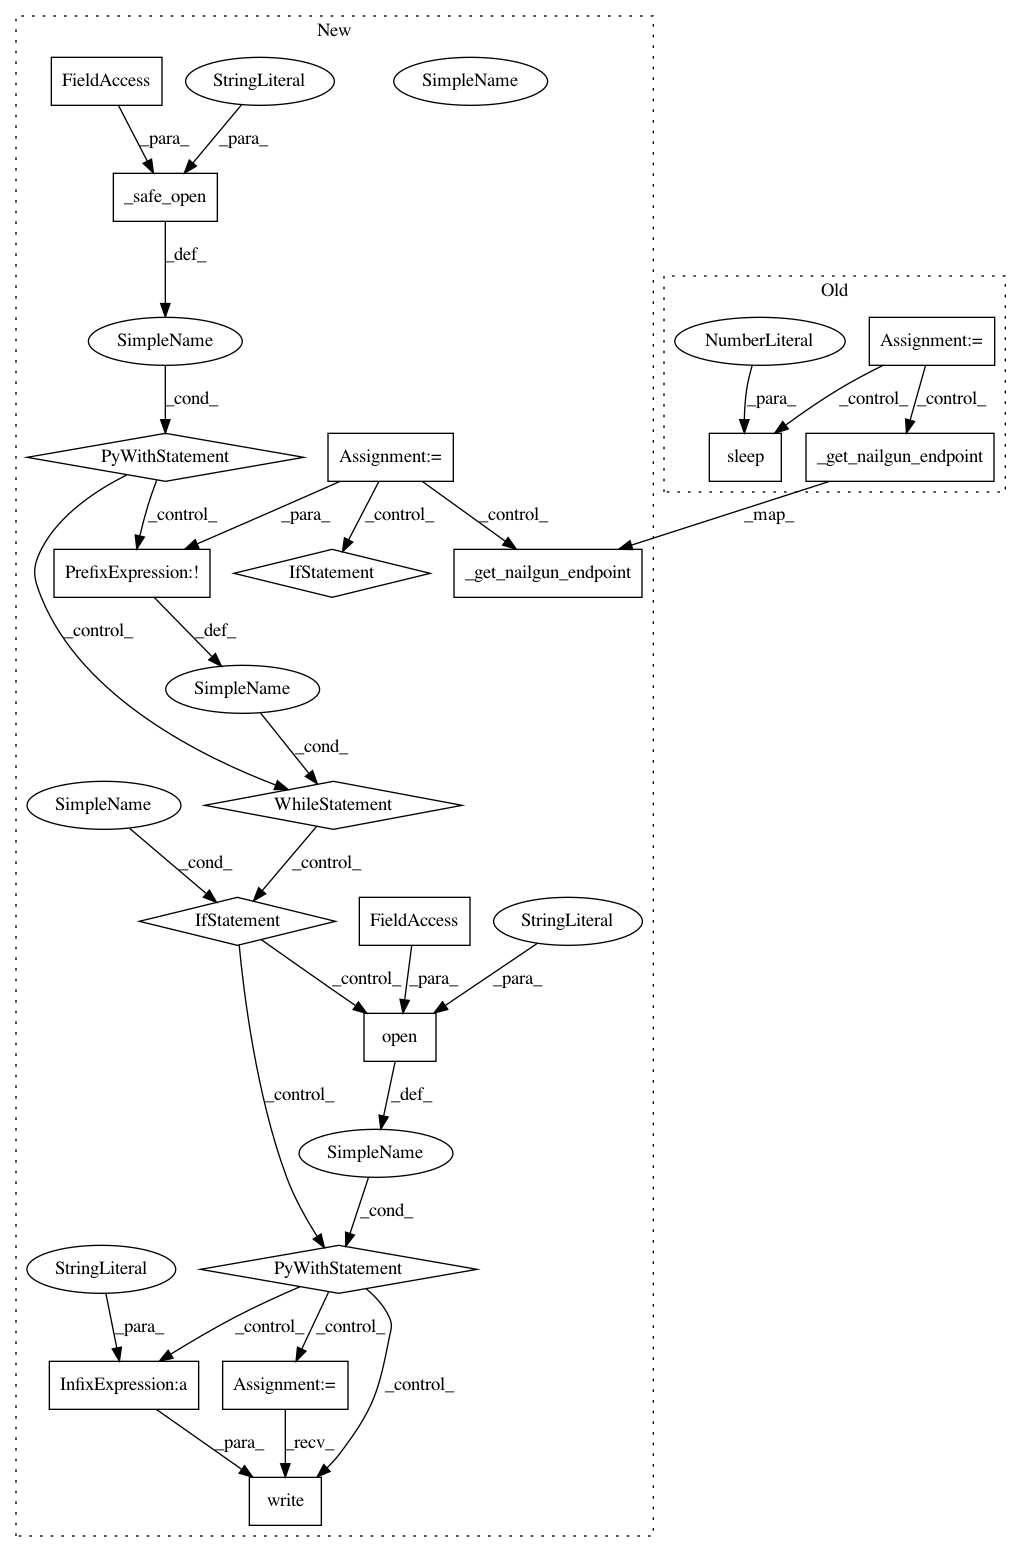 New
FieldAccess
StringLiteral
SimpleName
_para_
_para_
_safe_open
_def_
Old
SimpleName
NumberLiteral
Assignment:=
_cond_
_para_
_control_
_control_
PyWithStatement
Assignment:=
sleep
_get_nailgun_endpoint
_control_
_para_
_control_
_control_
_map_
PrefixExpression:!
IfStatement
_get_nailgun_endpoint
_control_
_def_
SimpleName
_cond_
SimpleName
WhileStatement
_cond_
_control_
IfStatement
FieldAccess
StringLiteral
_control_
_para_
_para_
open
_control_
_def_
SimpleName
_cond_
StringLiteral
PyWithStatement
_para_
_control_
_control_
InfixExpression:a
Assignment:=
_control_
_para_
_recv_
write